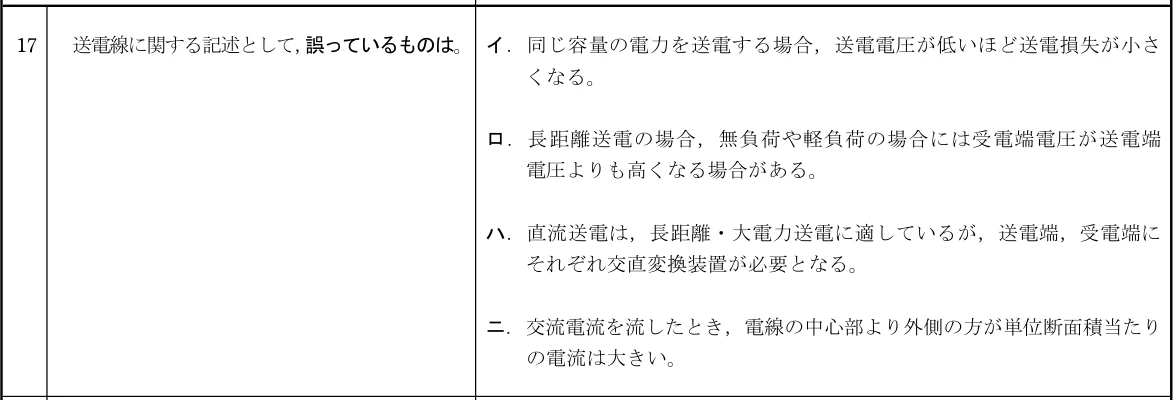 17
送電線に関する記述として，誤っているものは。
イ．同じ容量の電力を送電する場合，送電電圧が低いほど送電損失が小さ
くなる。
ロ．長距離送電の場合，無負荷や軽負荷の場合には受電端電圧が送電端
電圧よりも高くなる場合がある。
ハ．直流送電は，長距離・大電力送電に適しているが，送電端，受電端に
それぞれ交直変換装置が必要となる。
ニ．交流電流を流したとき，電線の中心部より外側の方が単位断面積当たり
の電流は大きい。